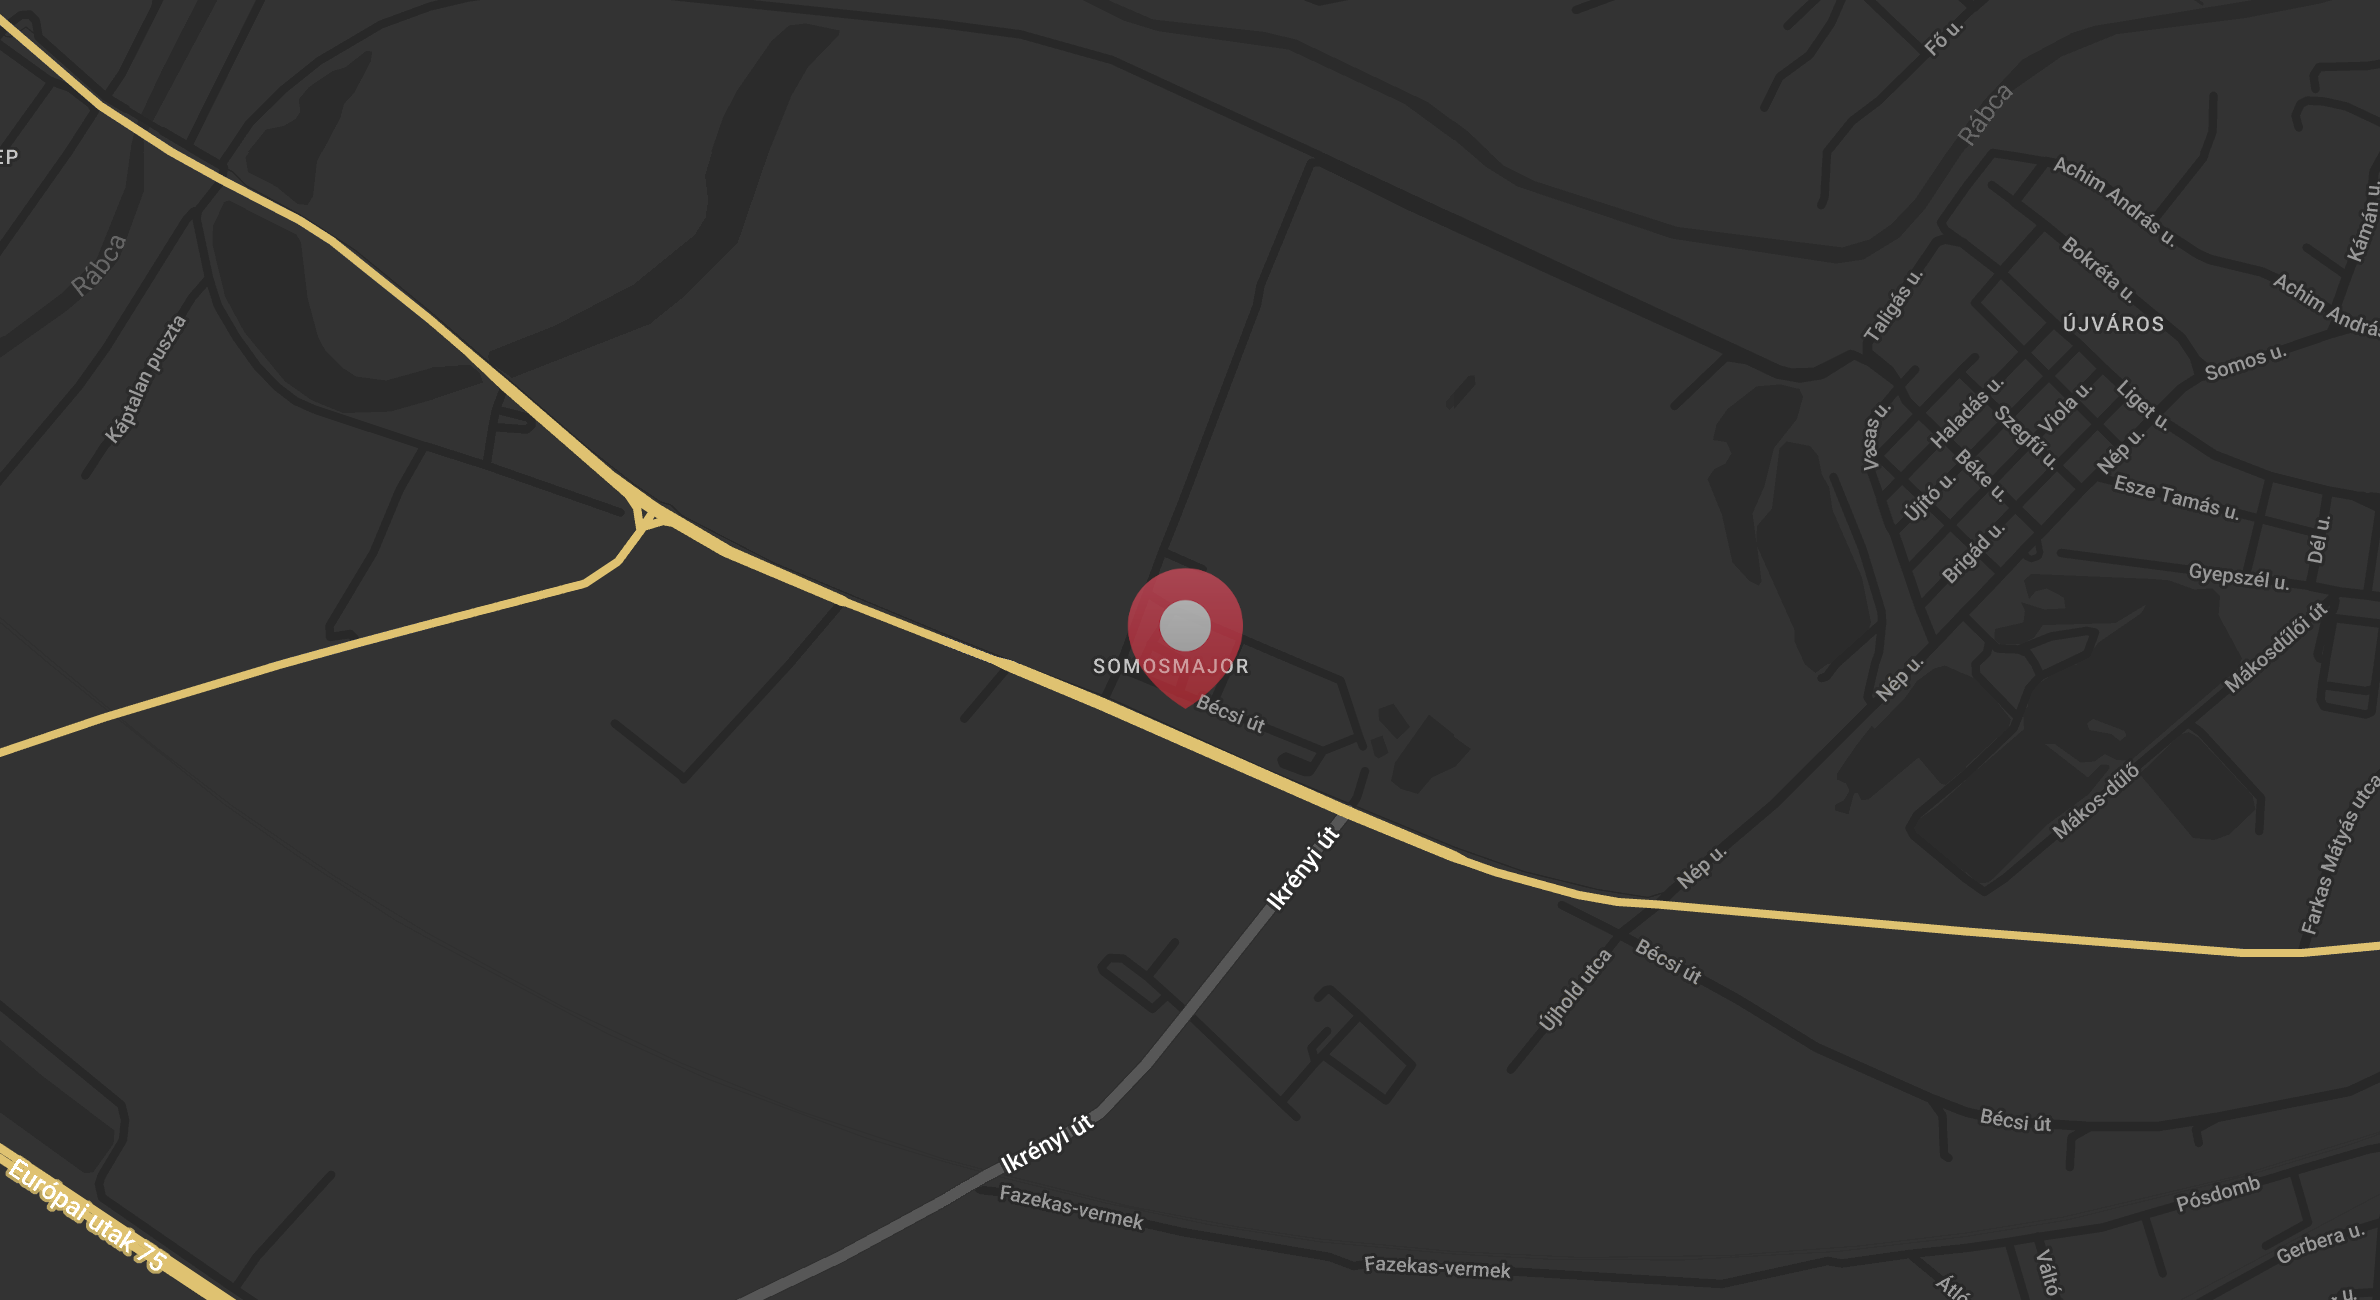 Fő u.
Rábca
EP
Achim András u.
Kámán u.
Rábca
Bokréta u.
Taligás u.
Achim Andrá
ÚJVÁROS
Káptalan puszta
Somos u.
Vasas u.
Haladás u.
Szegfű u.
Viola u.
Liget u.
Nép u.
Béke u.
Újító u.
Esze Tamás u.
Dél u.
Brigád u.
Gyepszél u.
SOMOSMAJOR
Mákosdűlői út
Nép u.
Bécsi út
Mákos-dűlő
Ikrényi út
Nép u.
Farkas Mátyás utca
Bécsi út
Újhold utca
Ikrényi út
Bécsi út
Európai utak 75
Fazekas-vermek
Pósdomb
Gerbera u.
Fazekas-vermek
Váltó
Átló
u.